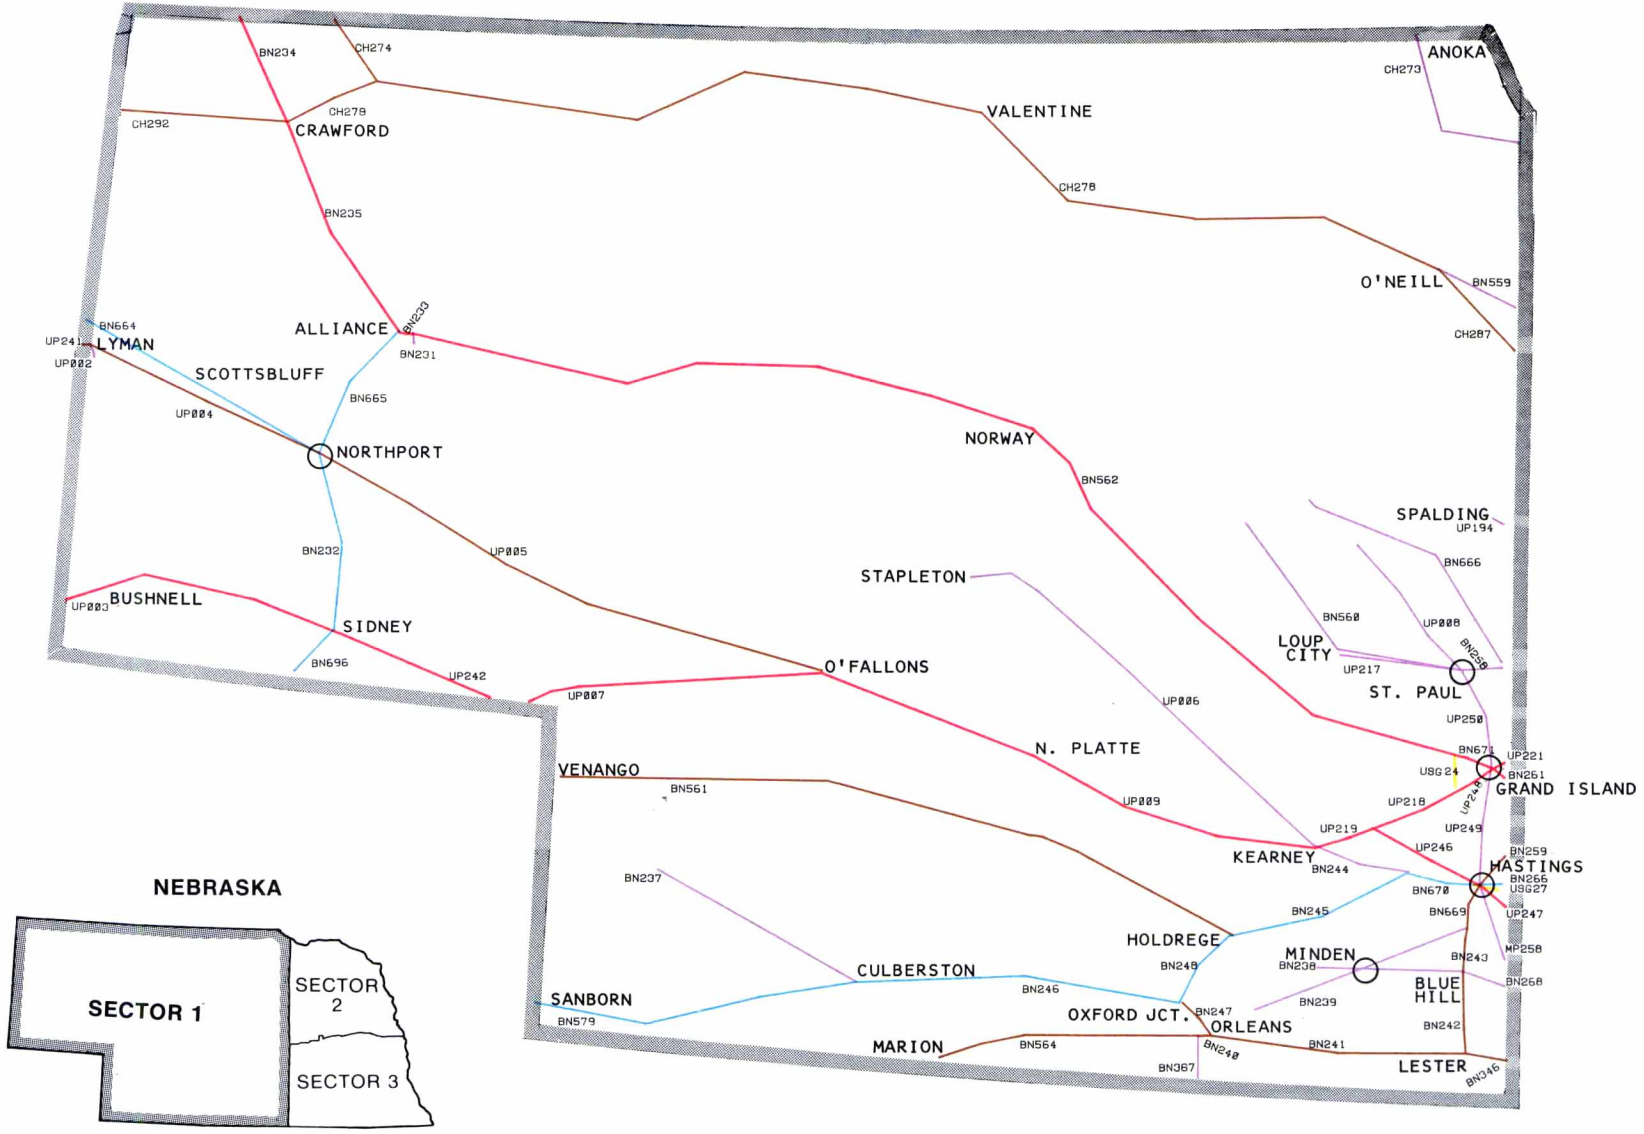 BN234
CH274
ANOKA
CH273
CH279
CH292
CRAWFORD
VALENTINE
CH278
BN235
O'NEILL
BN559
CH287
BN664
ALLIANCE
BN233
UP241
LYMAN
BN231
UP002
SCOTTSBLUFF
BN665
UP004
NORWAY
NORTHPORT
BN562
SPALDING
UP194
BN232
UP005
BN666
STAPLETON
BUSHNELL
UP003
SIDNEY
BN560
UP008
LOUP
CITY
BN258
BN696
O'FALLONS
UP217
UP242
UP007
ST. PAUL
UP006
UP250
N. PLATTE
BN671
UP221
VENANGO
USG24
BN261
BN561
UP248
GRAND ISLAND
UP009
UP218
UP219
UP249
UP246
KEARNEY
BN259
BN244
HASTINGS
BN237
BN266
BN670
USG27
NEBRASKA
BN245
BN669
UP247
HOLDREGE
MINDEN
MP258
BN248
BN238
BN243
CULBERSTON
BN246
BLUE
HILL
BN268
SECTOR
2
SANBORN
BN239
SECTOR 1
BN579
OXFORD JCT.
BN247
ORLEANS
BN242
MARION
BN564
BN240
BN241
LESTER
BN367
BN346
SECTOR 3